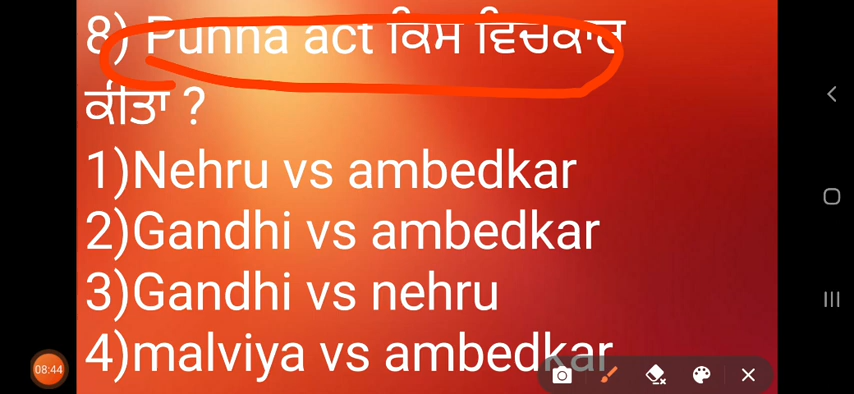 8) Punna act ਕਿਸ ਵਿਚਕਾਰ
ਕੀਤਾ ?
1)Nehru vs ambedkar
2)Gandhi vs ambedkar
3)Gandhi vs nehru
4)malviya vs ambedkar
08:44